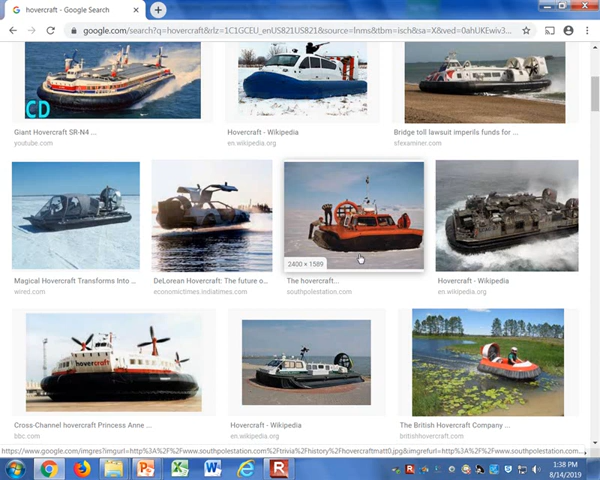 hovercraft - Google Search
google.com/search?q=hovercraft&rlz=1C1GCEU_enUS821US821&source=lnms&tbm=isch&sa=X&ved=0ahUKEwiv3...
CD
Giant Hovercraft SR-N4 ...
youtube.com
Hovercraft - Wikipedia
en.wikipedia.org
Bridge toll lawsuit imperils funds for ...
sfexaminer.com
2400 × 1589
Magical Hovercraft Transforms Into ...
wired.com
DeLorean Hovercraft: The future o...
economictimes.indiatimes.com
The hovercraft...
southpolestation.com
Hovercraft - Wikipedia
en.wikipedia.org
hovercraft
Cross-Channel hovercraft Princess Anne ...
bbc.com
Hovercraft - Wikipedia
en.wikipedia.org
The British Hovercraft Company ...
britishhovercraft.com
https://www.google.com/imgres?imgurl=http%3A%2F%2Fwww.southpolestation.com%2Ftrivia%2Fhistory%2Fhovercraftmatt0.jpg&imgrefurl=http%3A%2F%2Fwww.southpolestation.com...
1:38 PM
8/14/2019